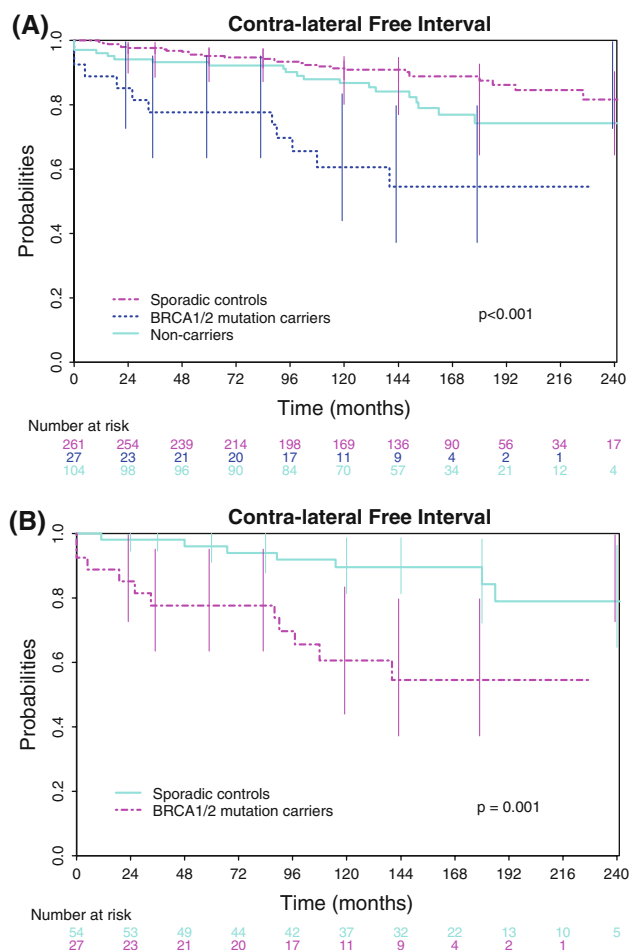 (A)
Contra-lateral Free Interval
Probabilities
1.0
0.8
0.6
0.4
0.2
0.0
Sporadic controls
BRCA1/2 mutation carriers
Non-carriers
p<0.001
0 24 48 72 96 120 144 168 192 216 240
Time (months)
Number at risk
261 254 239 214 198 169 136 90 56 34 17
27 23 21 20 17 11 9 4 2 1
104 98 96 90 84 70 57 34 21 12 4
(B)
Contra-lateral Free Interval
Probabilities
1.0
0.8
0.6
0.4
0.2
0.0
Sporadic controls
BRCA1/2 mutation carriers
p = 0.001
0 24 48 72 96 120 144 168 192 216 240
Time (months)
Number at risk
54 53 49 44 42 37 32 22 13 10 5
27 23 21 20 17 11 9 4 2 1